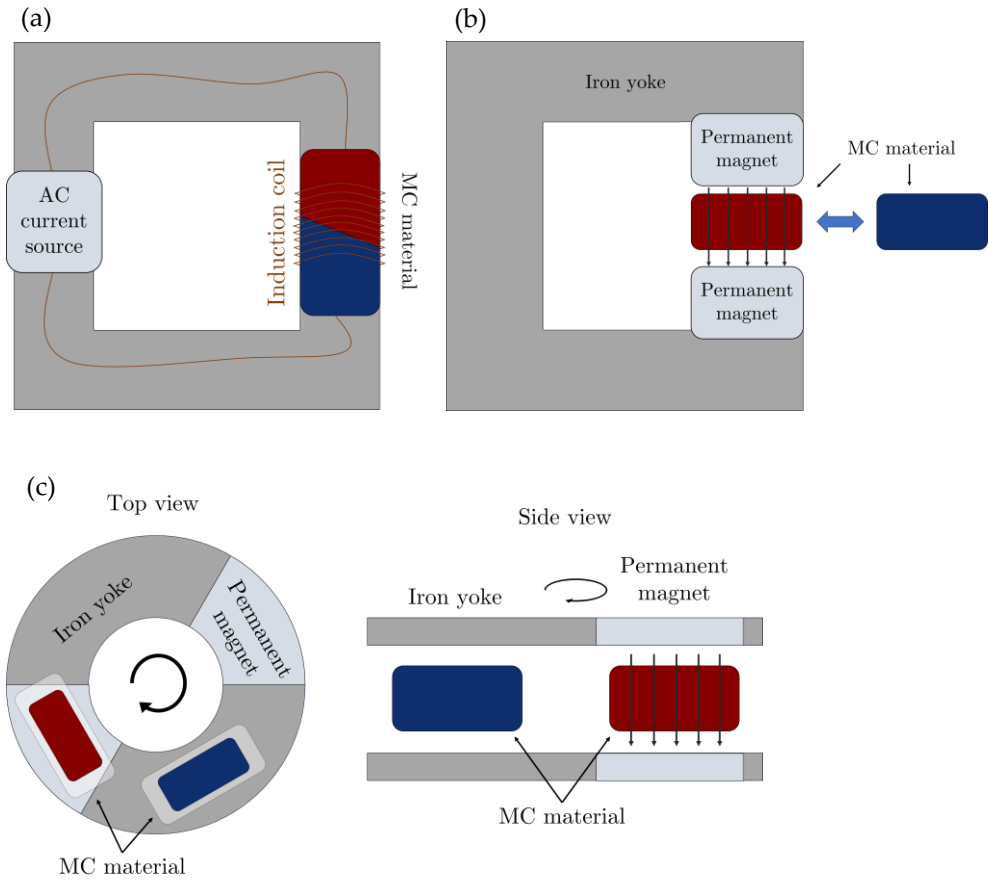 (a)
AC
current
source
Induction coil
MC material
(b)
Iron yoke
Permanent
magnet
MC material
Permanent
magnet
(c)
Top view
Iron yoke
Permanent
magnet
MC material
Side view
Iron yoke
Permanent
magnet
MC material